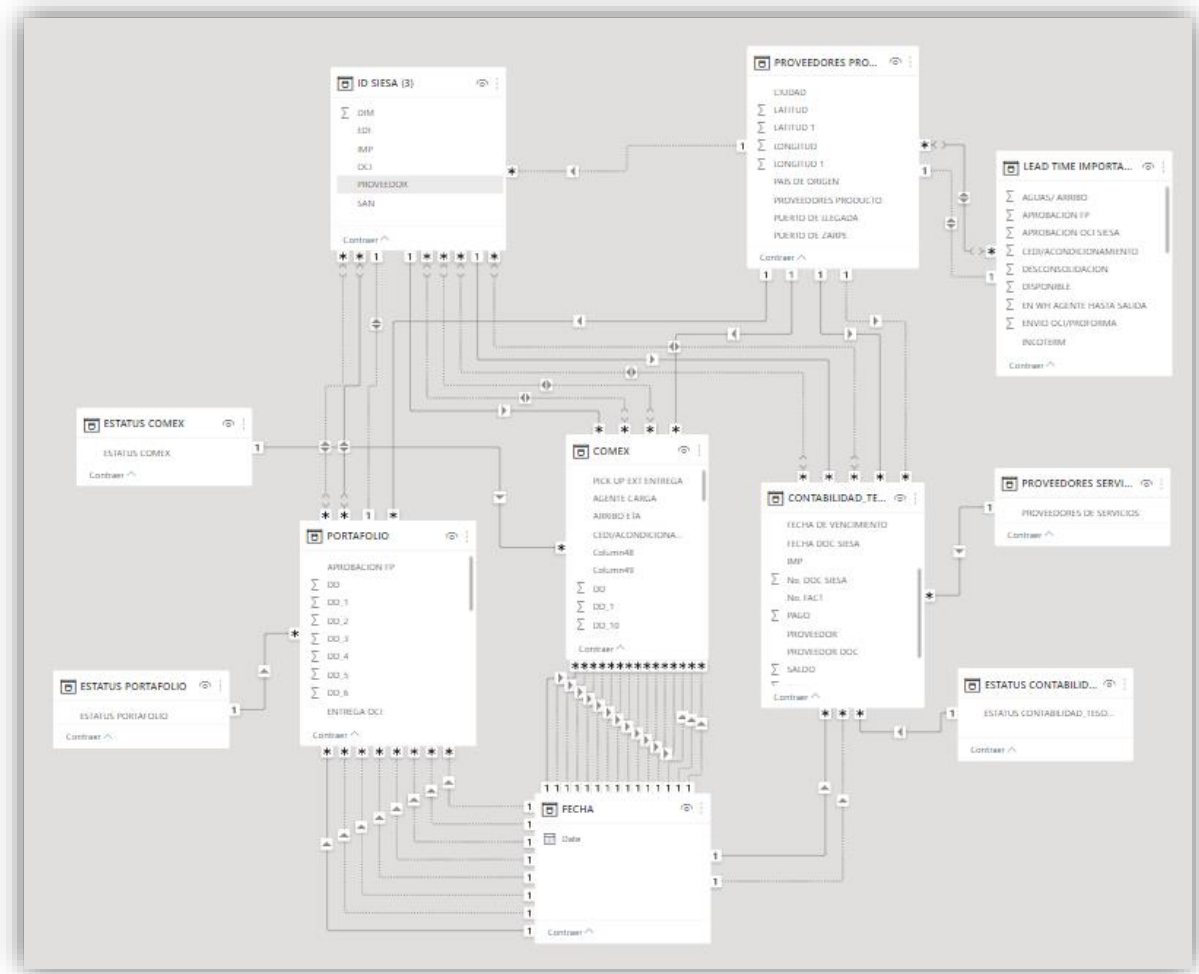 ID SIESA (3)
DIM
EDI
IMP
OCI
PROVEEDOR
SAN
Contraer
PROVEEDORES PRO...
CIUDAD
LATITUD
LATITUD 1
LONGITUD
LONGITUD 1
PAIS DE ORIGEN
PROVEEDORES PRODUCTO
PUERTO DE LLEGADA
PUERTO DE ZARPE
Contraer
LEAD TIME IMPORTA...
AGUAS/ ARRIBO
APROBACION FP
APROBACION OCI SIESA
CEDI/ACONDICIONAMIENTO
DESCONSOLIDACION
DISPONIBLE
EN WH AGENTE HASTA SALIDA
ENVIO OCI/PROFORMA
INCOTERM
Contraer
ESTATUS COMEX
ESTATUS COMEX
Contraer
COMEX
PICK UP EXT ENTREGA
AGENTE CARGA
ARRIBO ETA
CEDI/ACONDICIONA...
Column48
Column49
DD
DD_1
DD_10
Contraer
CONTABILIDAD_TE...
FECHA DE VENCIMIENTO
FECHA DOC SIESA
IMP
No. DOC SIESA
No. FACT
PAGO
PROVEEDOR
PROVEEDOR DOC
SALDO
Contraer
PROVEEDORES SERVI...
PROVEEDORES DE SERVICIOS
Contraer
PORTAFOLIO
APROBACION FP
DD
DD_1
DD_2
DD_3
DD_4
DD_5
DD_6
ENTREGA OCI
Contraer
ESTATUS PORTAFOLIO
ESTATUS PORTAFOLIO
Contraer
ESTATUS CONTABILID...
ESTATUS CONTABILIDAD_TESO...
Contraer
FECHA
Date
Contraer